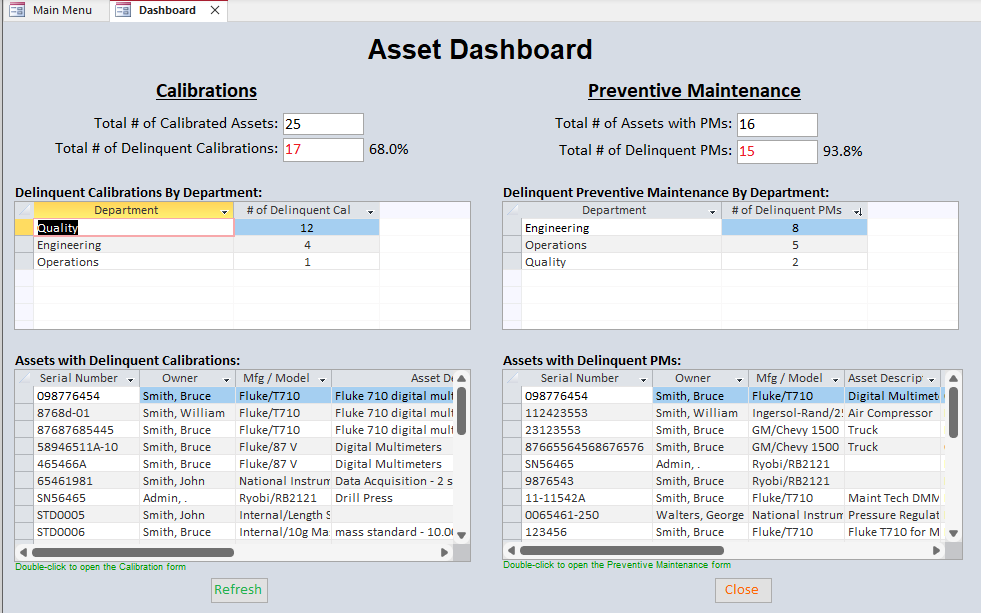 Main Menu Dashboard
Asset Dashboard
Calibrations
Total # of Calibrated Assets: 25
Total # of Delinquent Calibrations: 17 68.0%
Preventive Maintenance
Total # of Assets with PMs: 16
Total # of Delinquent PMs: 15 93.8%
Delinquent Calibrations By Department:
Department # of Delinquent Cal
Quality 12
Engineering 4
Operations 1
Delinquent Preventive Maintenance By Department:
Department # of Delinquent PMs
Engineering 8
Operations 5
Quality 2
Assets with Delinquent Calibrations:
Serial Number Owner Mfg / Model Asset De
098776454 Smith, Bruce Fluke/T710 Fluke 710 digital mult
8768d-01 Smith, William Fluke/T710 Fluke 710 digital mult
87687685445 Smith, Bruce Fluke/T710 Fluke 710 digital mult
58946511A-10 Smith, Bruce Fluke/87 V Digital Multimeters
465466A Smith, Bruce Fluke/87 V Digital Multimeters
65461981 Smith, John National Instrum Data Acquisition - 2 s
SN56465 Admin, . Ryobi/RB2121 Drill Press
STD0005 Smith, John Internal/Length S
STD0006 Smith, Bruce Internal/10g Ma mass standard - 10.00
Double-click to open the Calibration form
Refresh
Assets with Delinquent PMs:
Serial Number Owner Mfg / Model Asset Descrip
098776454 Smith, Bruce Fluke/T710 Digital Multimet
112423553 Smith, William Ingersol-Rand/25 Air Compressor
23123553 Smith, Bruce GM/Chevy 1500 Truck
87665564568676576 Smith, Bruce GM/Chevy 1500 Truck
SN56465 Admin, . Ryobi/RB2121
9876543 Smith, Bruce Ryobi/RB2121
11-11542A Smith, Bruce Fluke/T710 Maint Tech DMM
0065461-250 Walters, George National Instrum Pressure Regulat
123456 Smith, Bruce Fluke/T710 Fluke T710 for M
Double-click to open the Preventive Maintenance form
Close